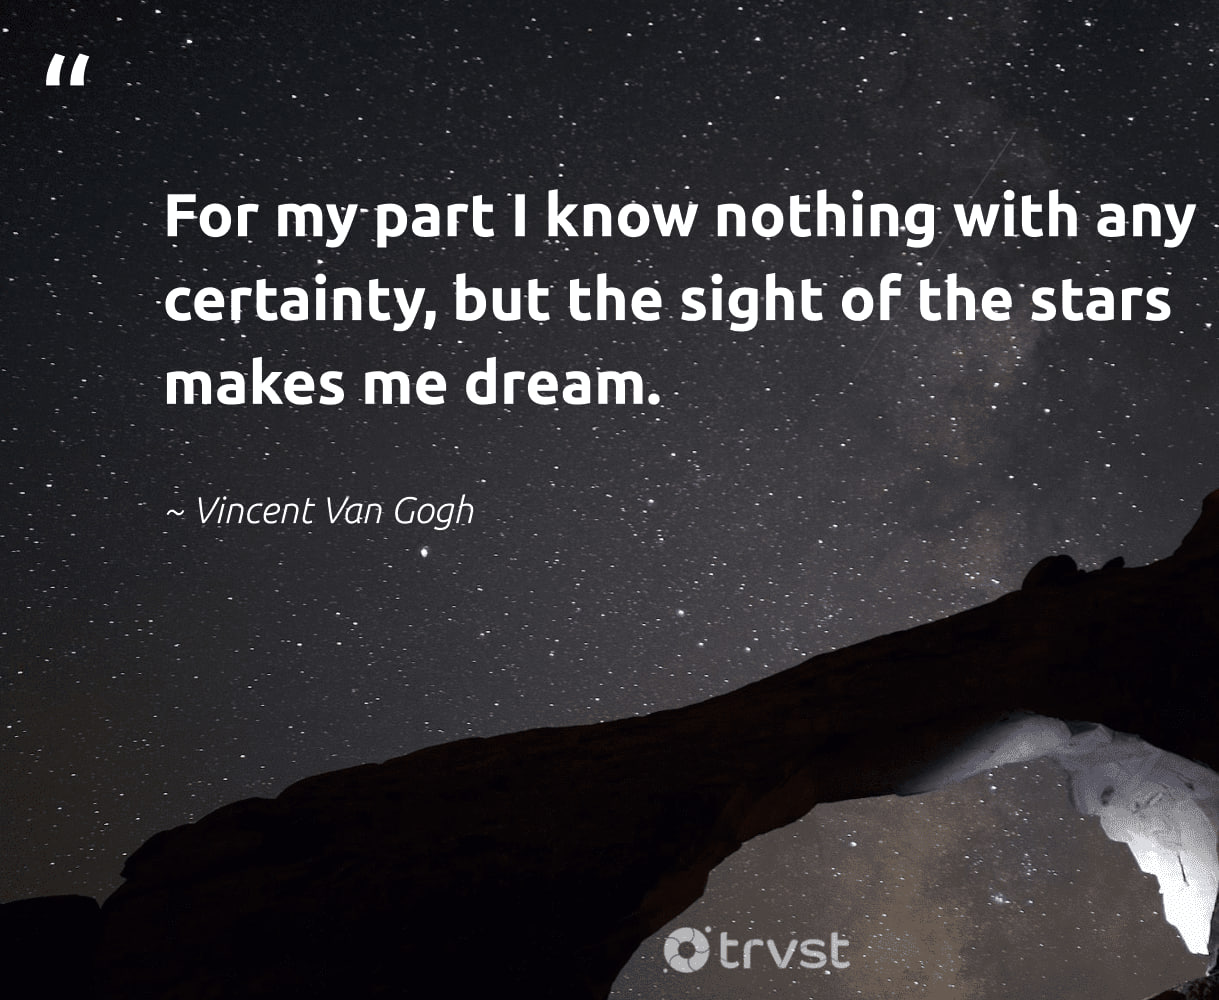 “
For my part I know nothing with any
certainty, but the sight of the stars
makes me dream.
~ Vincent Van Gogh
trvst